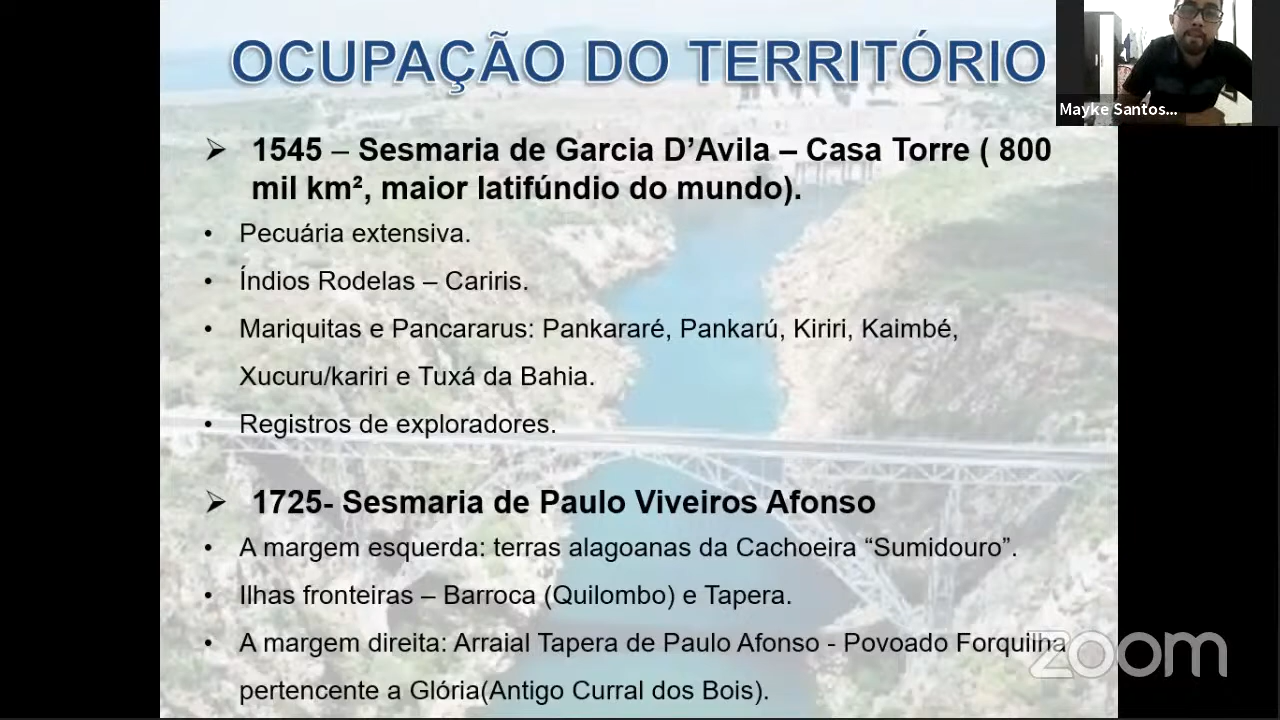 OCUPAÇÃO DO TERRITÓRIO
Mayke Santos...
1545 – Sesmaria de Garcia D’Avila – Casa Torre ( 800
mil km², maior latifúndio do mundo).
• Pecuária extensiva.
• Índios Rodelas – Cariris.
• Mariquitas e Pancararus: Pankararé, Pankarú, Kiriri, Kaimbé,
Xucuru/kariri e Tuxá da Bahia.
• Registros de exploradores.
1725- Sesmaria de Paulo Viveiros Afonso
• A margem esquerda: terras alagoanas da Cachoeira “Sumidouro”.
• Ilhas fronteiras – Barroca (Quilombo) e Tapera.
• A margem direita: Arraial Tapera de Paulo Afonso - Povoado Forquilha
pertencente a Glória(Antigo Curral dos Bois).
zoom